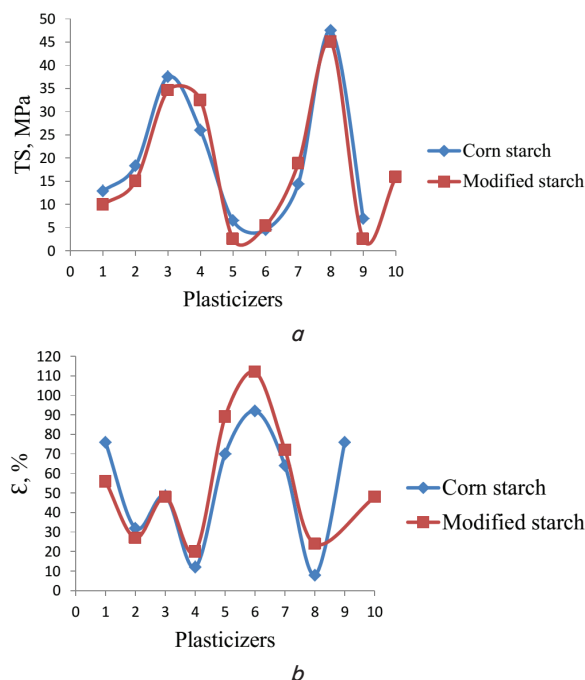 TS, MPa
50
45
40
35
30
25
20
15
10
5
0
0 1 2 3 4 5 6 7 8 9 10
Plasticizers
Corn starch
Modified starch
a
Ɛ, %
120
110
100
90
80
70
60
50
40
30
20
10
0
0 1 2 3 4 5 6 7 8 9 10
Plasticizers
Corn starch
Modified starch
b